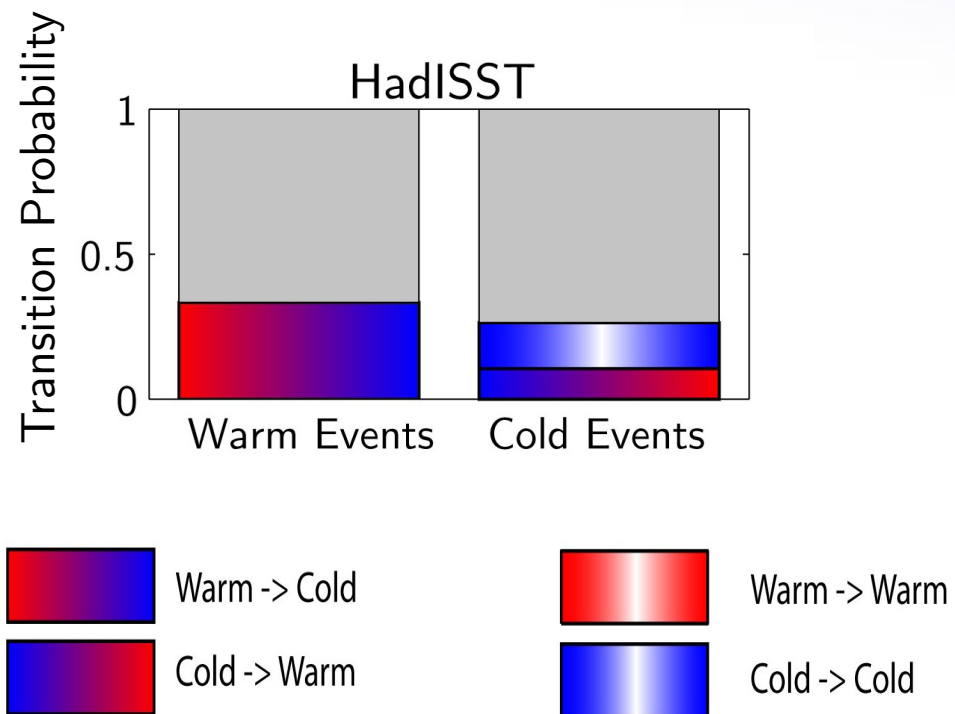 Transition Probability
HadISST
1
0.5
0
Warm Events
Cold Events
Warm -> Cold
Cold -> Warm
Warm -> Warm
Cold -> Cold